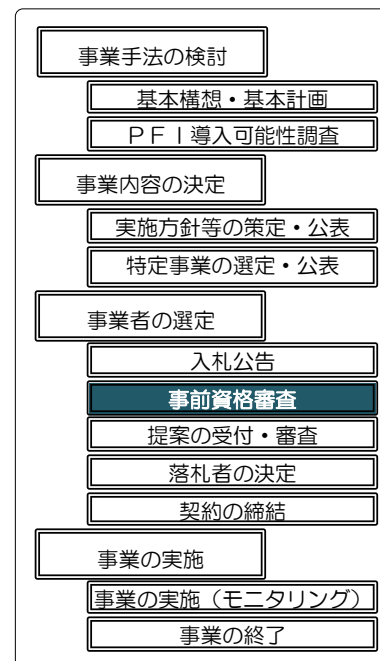 事業手法の検討
基本構想・基本計画
ＰＦＩ導入可能性調査
事業内容の決定
実施方針等の策定・公表
特定事業の選定・公表
事業者の選定
入札公告
事前資格審査
提案の受付・審査
落札者の決定
契約の締結
事業の実施
事業の実施（モニタリング）
事業の終了